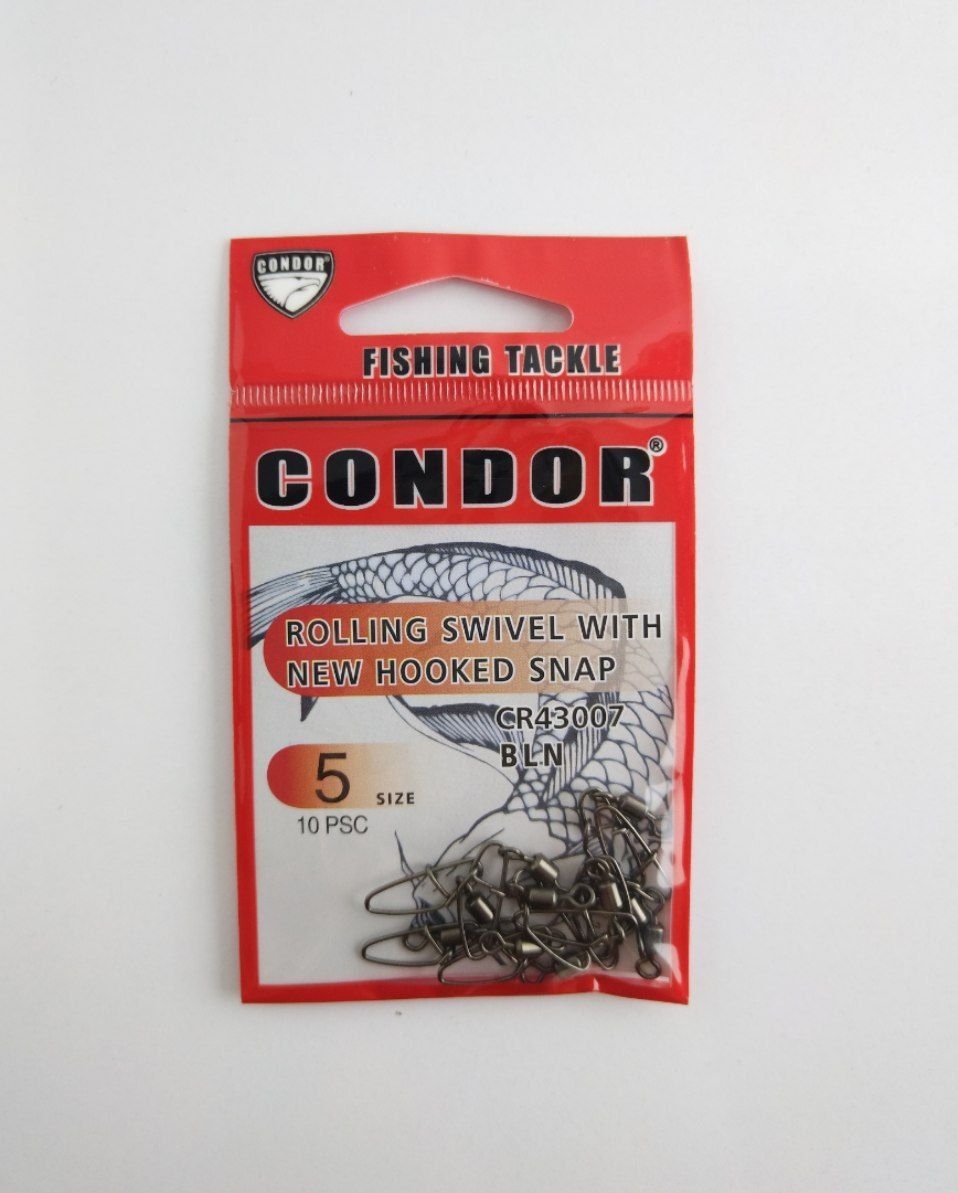 CONDOR®
FISHING TACKLE
CONDOR®
ROLLING SWIVEL WITH
NEW HOOKED SNAP
CR43007
BLN
5 SIZE
10 PSC